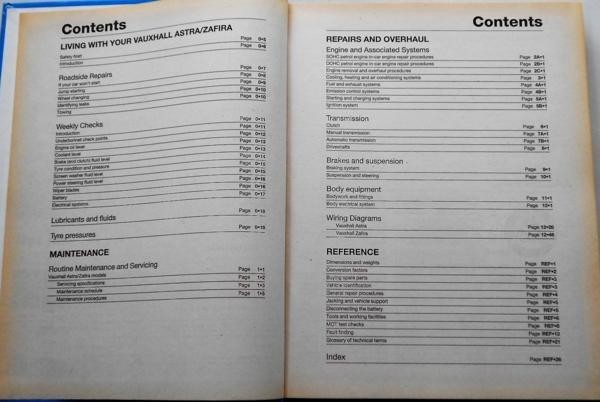 Contents
LIVING WITH YOUR VAUXHALL ASTRA/ZAFIRA
Safety first! Page 0•5
Introduction Page 0•6
Roadside Repairs Page 0•7
If your car won't start Page 0•8
Jump starting Page 0•9
Wheel changing Page 0•10
Identifying leaks Page 0•10
Towing
Weekly Checks
Introduction Page 0•11
Underbonnet check points Page 0•11
Engine oil level Page 0•12
Coolant level Page 0•12
Brake (and clutch) fluid level Page 0•13
Tyre condition and pressure Page 0•14
Screen washer fluid level Page 0•15
Power steering fluid level Page 0•15
Wiper blades Page 0•16
Battery Page 0•16
Electrical systems Page 0•17
Lubricants and fluids Page 0•18
Tyre pressures Page 0•19
MAINTENANCE
Routine Maintenance and Servicing
Vauxhall Astra/Zafira models Page 1•1
Servicing specifications Page 1•2
Maintenance schedule Page 1•3
Maintenance procedures Page 1•6
Contents
REPAIRS AND OVERHAUL
Engine and Associated Systems
SOHC petrol engine in-car engine repair procedures Page 2A•1
DOHC petrol engine in-car engine repair procedures Page 2B•1
Engine removal and overhaul procedures Page 2C•1
Cooling, heating and air conditioning systems Page 3•1
Fuel and exhaust systems Page 4A•1
Emission control systems Page 4B•1
Starting and charging systems Page 5A•1
Ignition system Page 5B•1
Transmission
Clutch Page 6•1
Manual transmission Page 7A•1
Automatic transmission Page 7B•1
Driveshafts Page 8•1
Brakes and suspension
Braking system Page 9•1
Suspension and steering Page 10•1
Body equipment
Bodywork and fittings Page 11•1
Body electrical system Page 12•1
Wiring Diagrams
Vauxhall Astra Page 12•26
Vauxhall Zafira Page 12•46
REFERENCE
Dimensions and weights Page REF•1
Conversion factors Page REF•2
Buying spare parts Page REF•3
Vehicle identification Page REF•3
General repair procedures Page REF•4
Jacking and vehicle support Page REF•5
Disconnecting the battery Page REF•5
Tools and working facilities Page REF•6
MOT test checks Page REF•8
Fault finding Page REF•12
Glossary of technical terms Page REF•21
Index Page REF•26